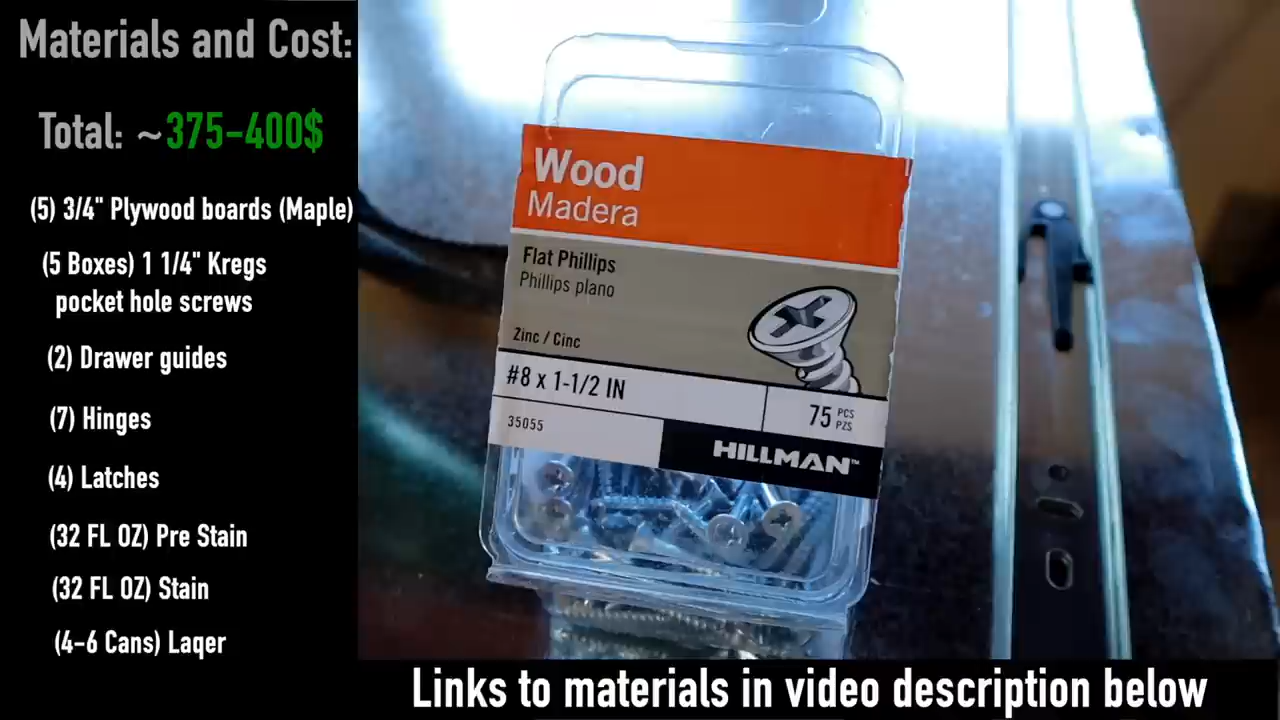 Materials and Cost:
Total: ~375-400$
(5) 3/4" Plywood boards (Maple)
(5 Boxes) 1 1/4" Kregs
pocket hole screws
(2) Drawer guides
(7) Hinges
(4) Latches
(32 FL OZ) Pre Stain
(32 FL OZ) Stain
(4-6 Cans) Laqer
Wood
Madera
Flat Phillips
Phillips plano
Zinc / Cinc
#8 x 1-1/2 IN
75 PCS
PZS
35055
HILLMAN™
Links to materials in video description below